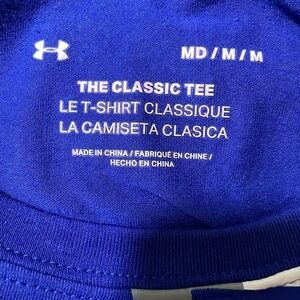 MD / M / M
THE CLASSIC TEE
LE T-SHIRT CLASSIQUE
LA CAMISETA CLASICA
MADE IN CHINA / FABRIQUÉ EN CHINE /
HECHO EN CHINA